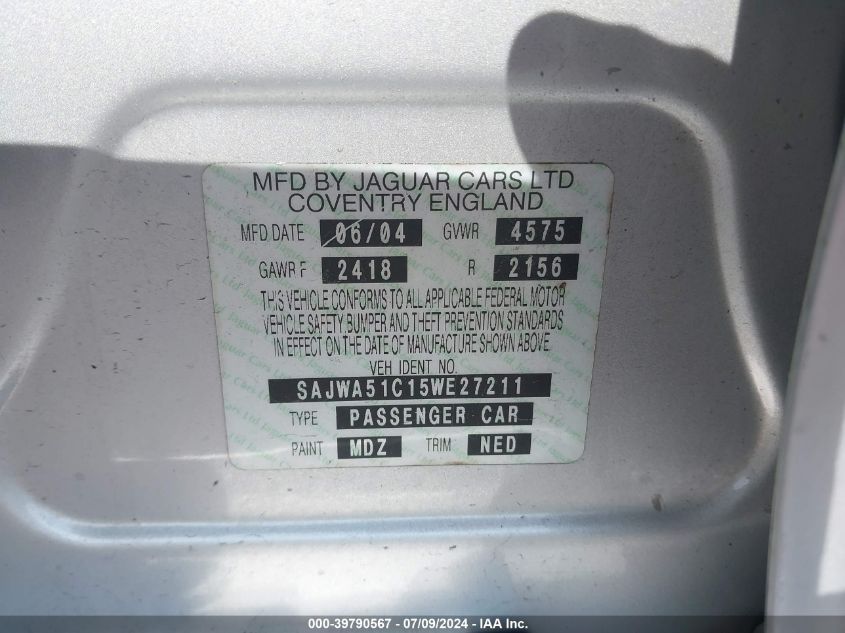 MFD BY JAGUAR CARS LTD
COVENTRY ENGLAND
MFD DATE 06/04 GVWR 4575
GAWR F 2418 R 2156
THIS VEHICLE CONFORMS TO ALL APPLICABLE FEDERAL MOTOR
VEHICLE SAFETY, BUMPER AND THEFT PREVENTION STANDARDS
IN EFFECT ON THE DATE OF MANUFACTURE SHOWN ABOVE
VEH IDENT NO.
SAJWA51C15WE27211
TYPE PASSENGER CAR
PAINT MDZ TRIM NED
000-39790567 - 07/09/2024 - IAA Inc.